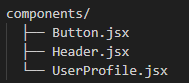 components/
├── Button.jsx
├── Header.jsx
└── UserProfile.jsx